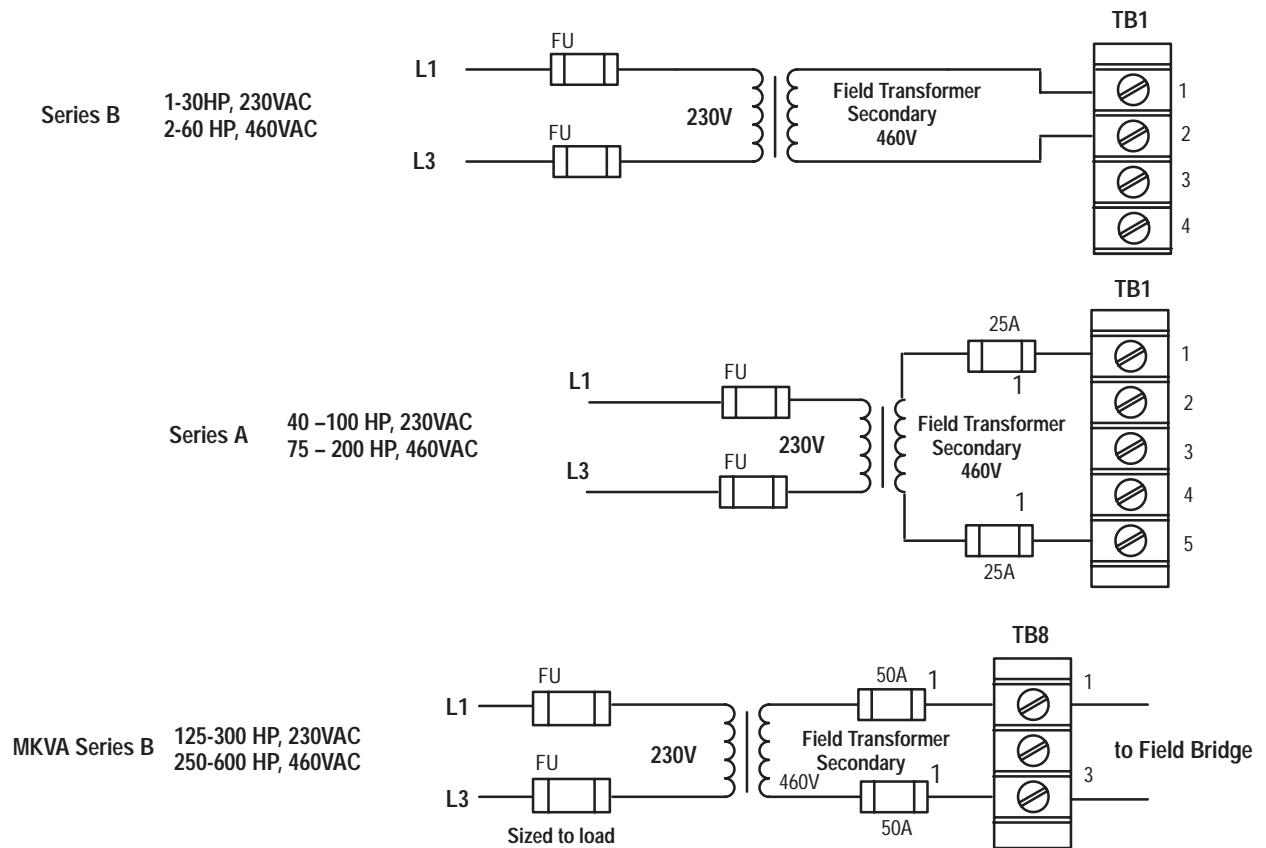 TB1
FU
L1
Series B
1-30HP, 230VAC
2-60 HP, 460VAC
230V
Field Transformer
Secondary
460V
1
FU
2
L3
3
4
TB1
25A
1
L1
FU
1
2
Series A
40 –100 HP, 230VAC
75 – 200 HP, 460VAC
230V
Field Transformer
Secondary
460V
3
L3
FU
1
4
5
25A
TB8
FU
50A
1
1
L1
MKVA Series B
125-300 HP, 230VAC
250-600 HP, 460VAC
230V
Field Transformer
Secondary
to Field Bridge
FU
460V
1
3
L3
50A
Sized to load